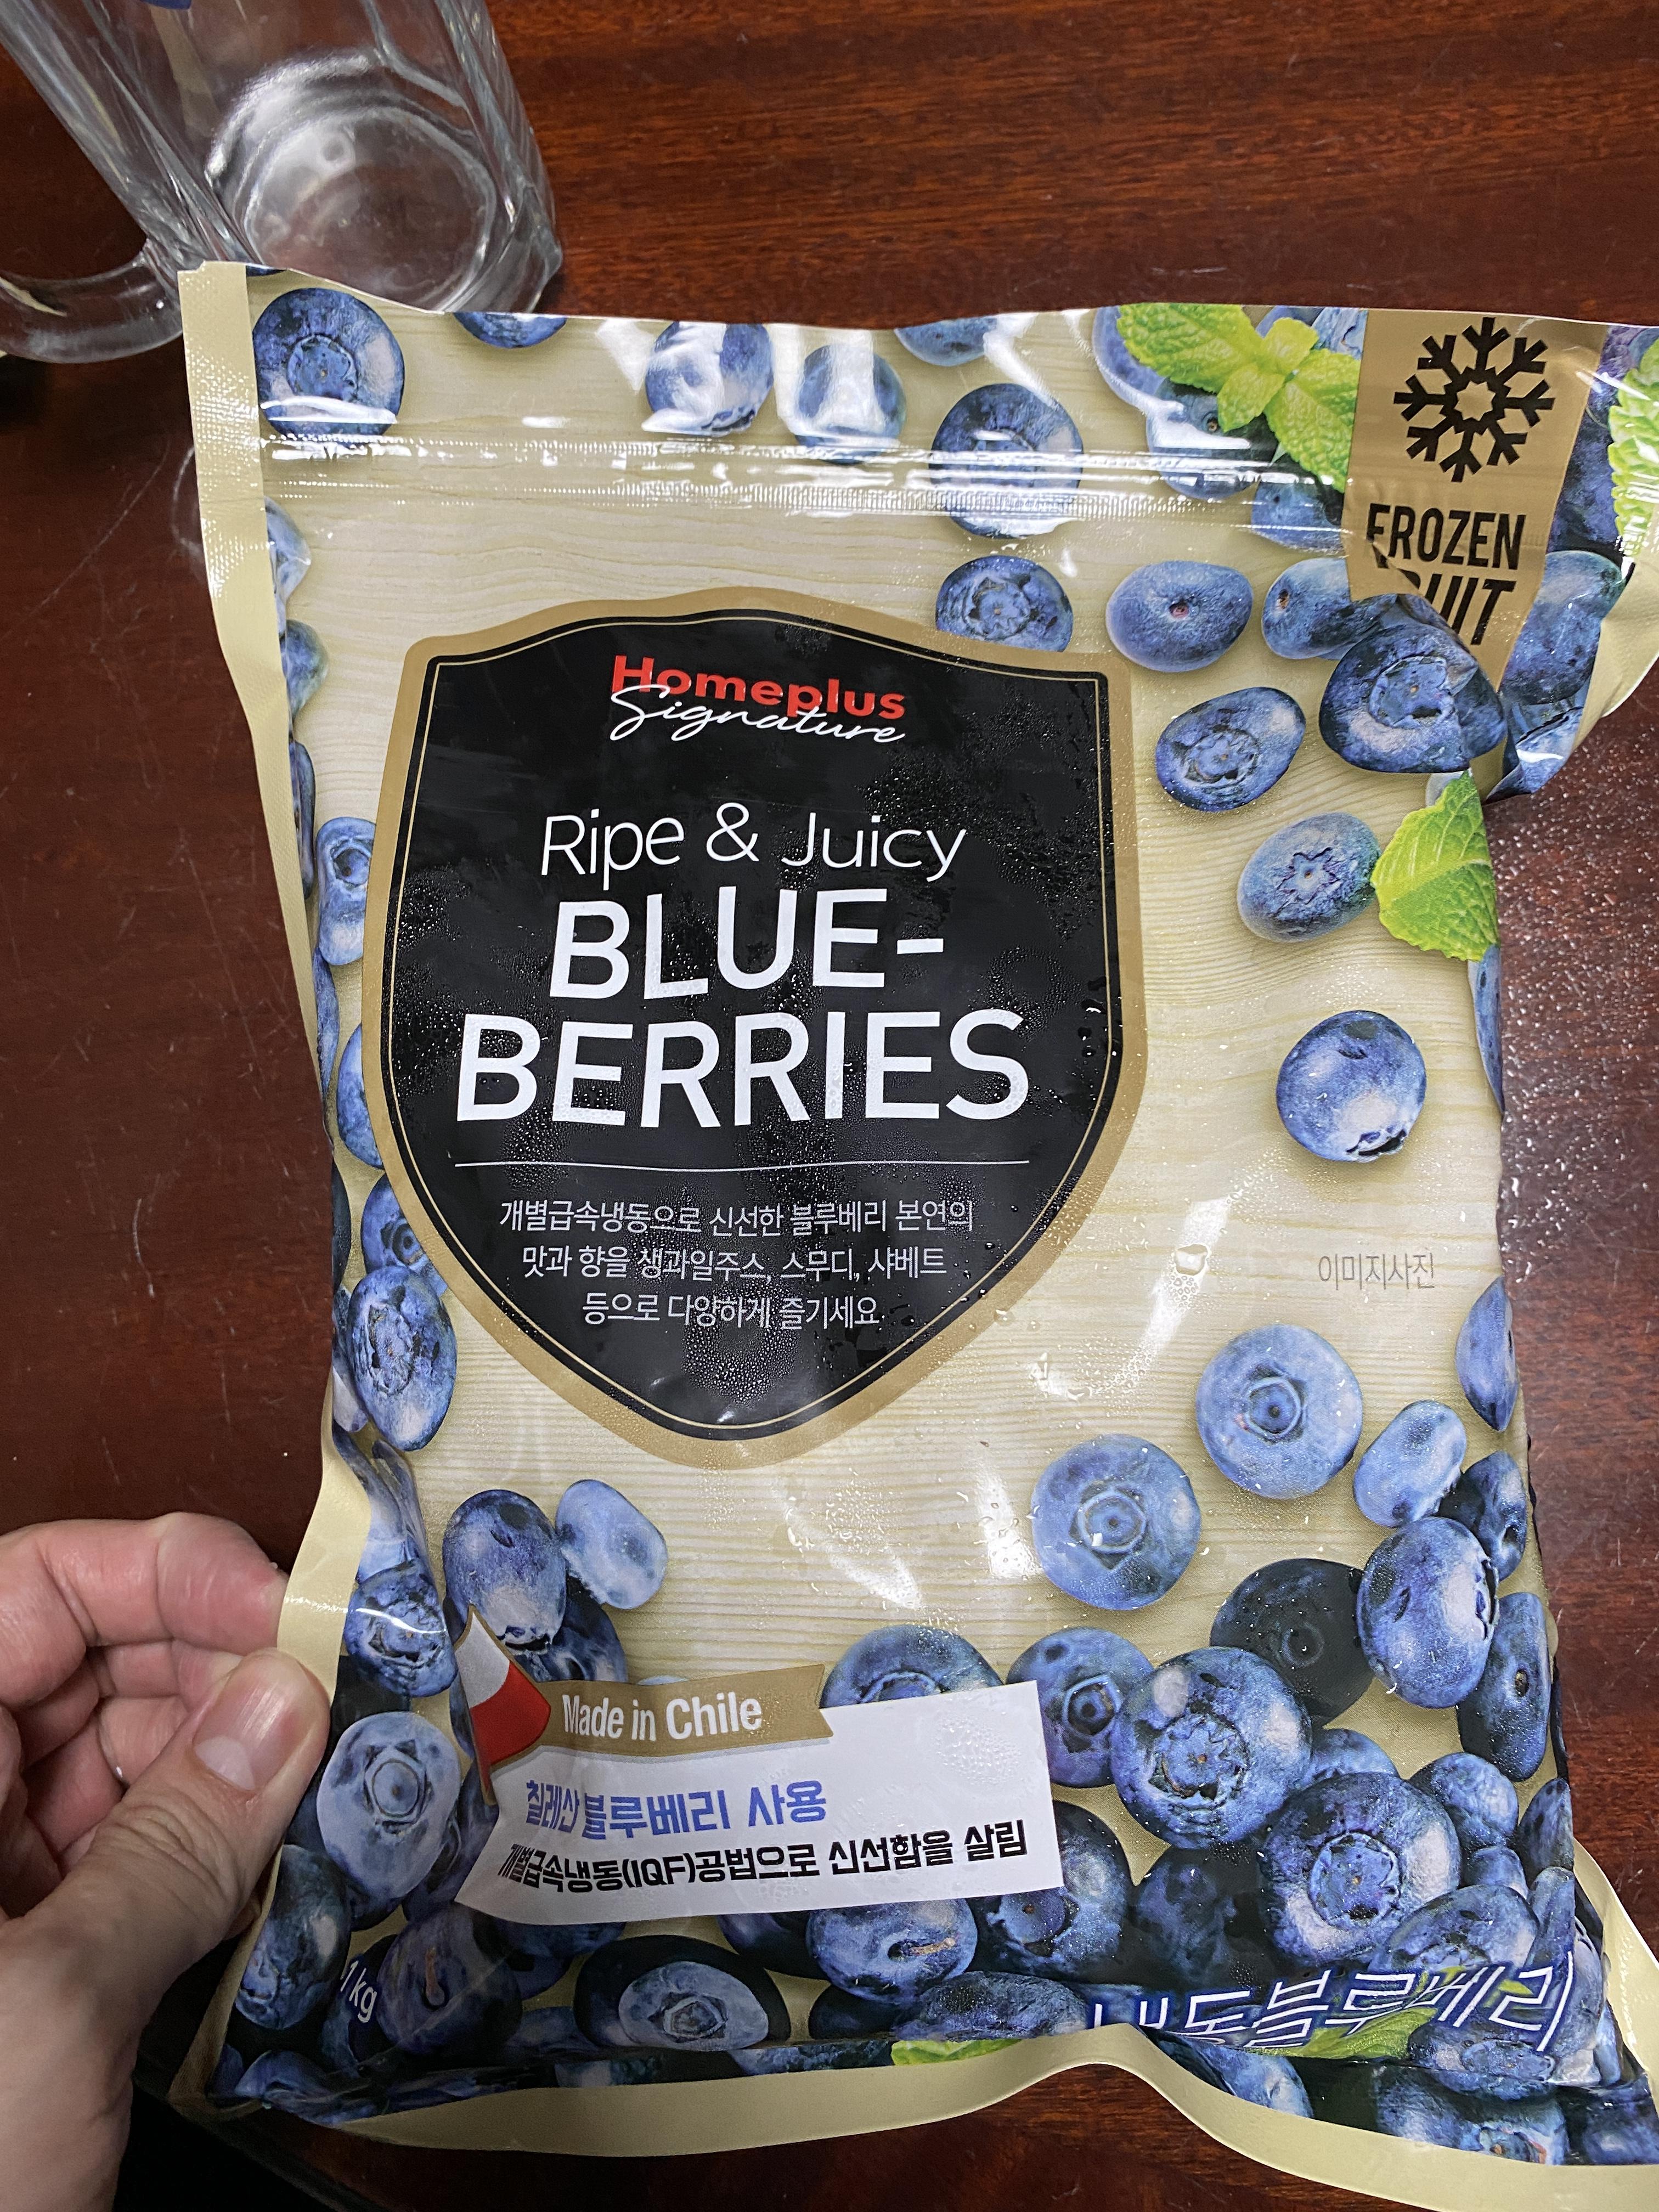 FROZEN
FRUIT
Homeplus
Signature
Ripe & Juicy
BLUE-
BERRIES
개별급속냉동으로 신선한 블루베리 본연의
맛과 향을 생과일주스, 스무디, 샤베트
등으로 다양하게 즐기세요
이미지사진
Made in Chile
칠레산 블루베리 사용
개별급속냉동(IQF)공법으로 신선함을 살림
1kg
냉동블루베리